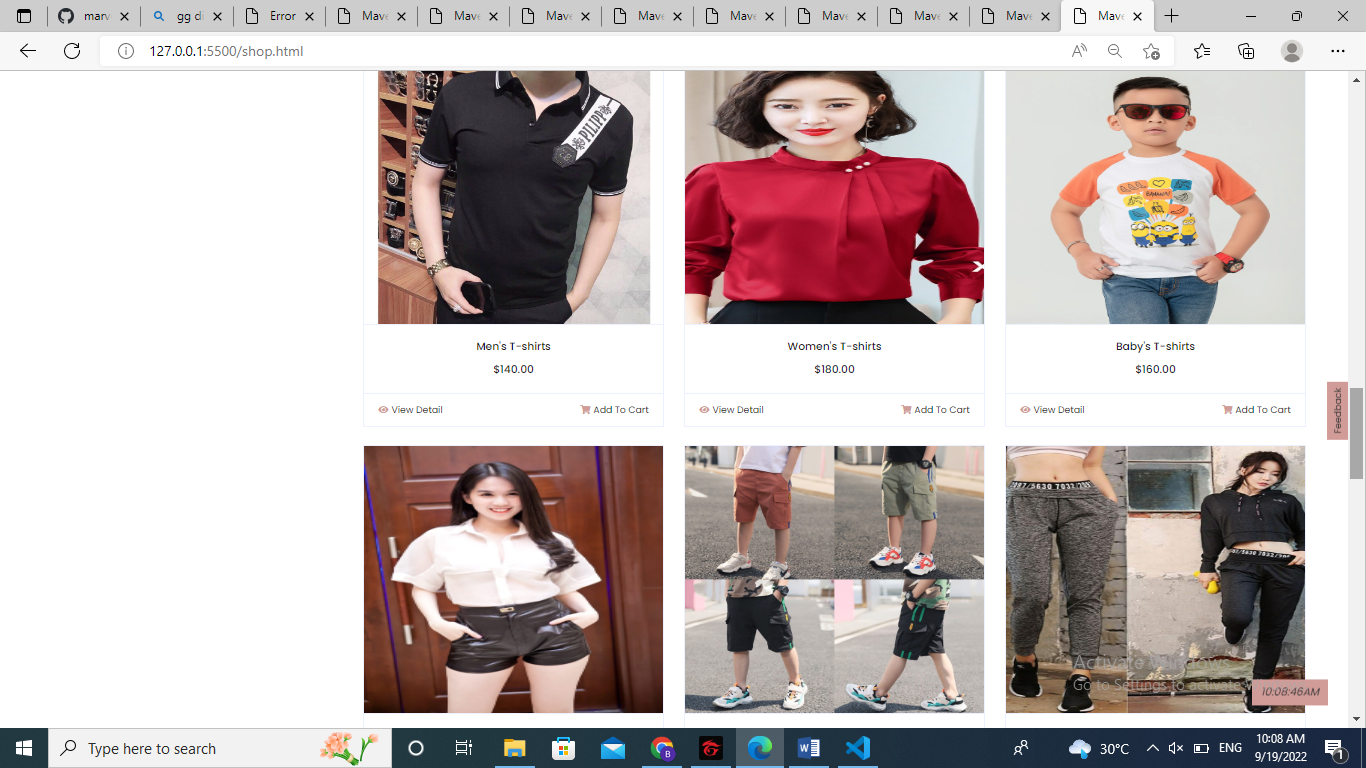 marv
gg di
Error
Mave
Mave
Mave
Mave
Mave
Mave
Mave
Mave
Mave
127.0.0.1:5500/shop.html
PILIPP
Men's T-shirts
$140.00
View Detail
Add To Cart
Women's T-shirts
$180.00
View Detail
Add To Cart
Baby's T-shirts
$160.00
View Detail
Add To Cart
Feedback
Activate Windows
Go to Settings to activate
10:08:46AM
Type here to search
30°C
ENG
10:08 AM
9/19/2022
1